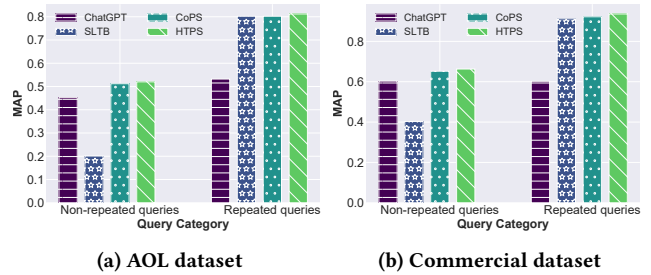 ChatGPT
SLTB
CoPS
HTPS
0.8
0.7
0.6
0.5
0.4
0.3
0.2
0.1
0.0
MAP
Non-repeated queries Repeated queries
Query Category
(a) AOL dataset
ChatGPT
SLTB
CoPS
HTPS
0.8
0.6
0.4
0.2
0.0
MAP
Non-repeated queries Repeated queries
Query Category
(b) Commercial dataset